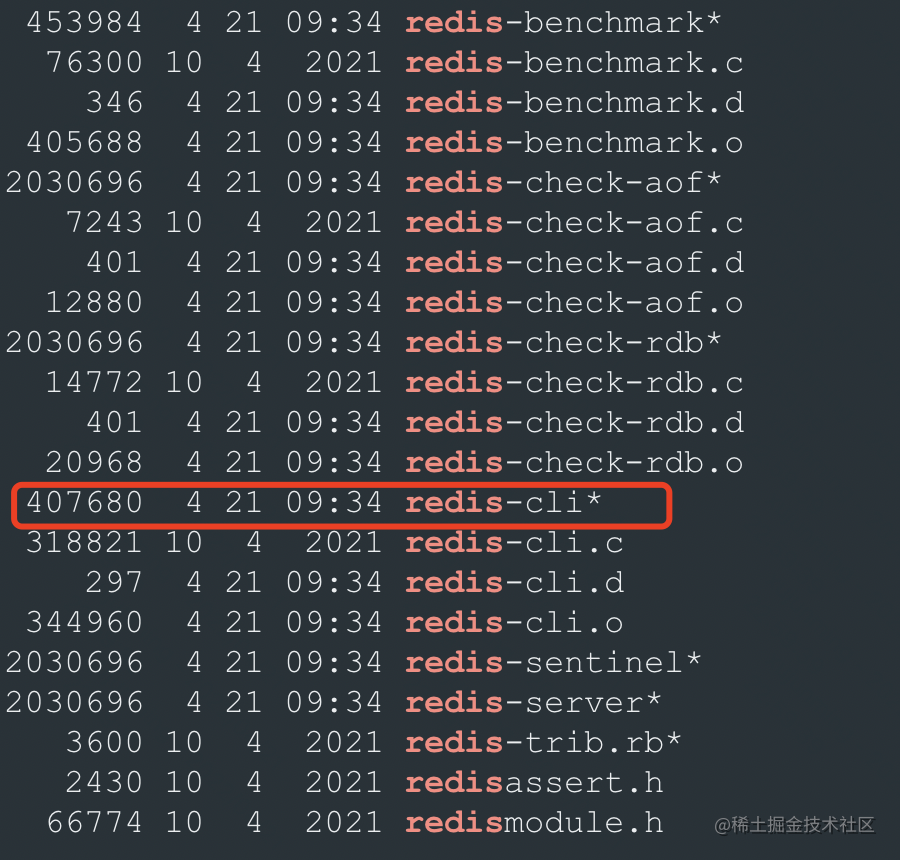 453984 4 21 09:34 redis-benchmark*
76300 10 4 2021 redis-benchmark.c
346 4 21 09:34 redis-benchmark.d
405688 4 21 09:34 redis-benchmark.o
2030696 4 21 09:34 redis-check-aof*
7243 10 4 2021 redis-check-aof.c
401 4 21 09:34 redis-check-aof.d
12880 4 21 09:34 redis-check-aof.o
2030696 4 21 09:34 redis-check-rdb*
14772 10 4 2021 redis-check-rdb.c
401 4 21 09:34 redis-check-rdb.d
20968 4 21 09:34 redis-check-rdb.o
407680 4 21 09:34 redis-cli*
318821 10 4 2021 redis-cli.c
297 4 21 09:34 redis-cli.d
344960 4 21 09:34 redis-cli.o
2030696 4 21 09:34 redis-sentinel*
2030696 4 21 09:34 redis-server*
3600 10 4 2021 redis-trib.rb*
2430 10 4 2021 redisassert.h
66774 10 4 2021 redismodule.h
@稀土掘金技术社区